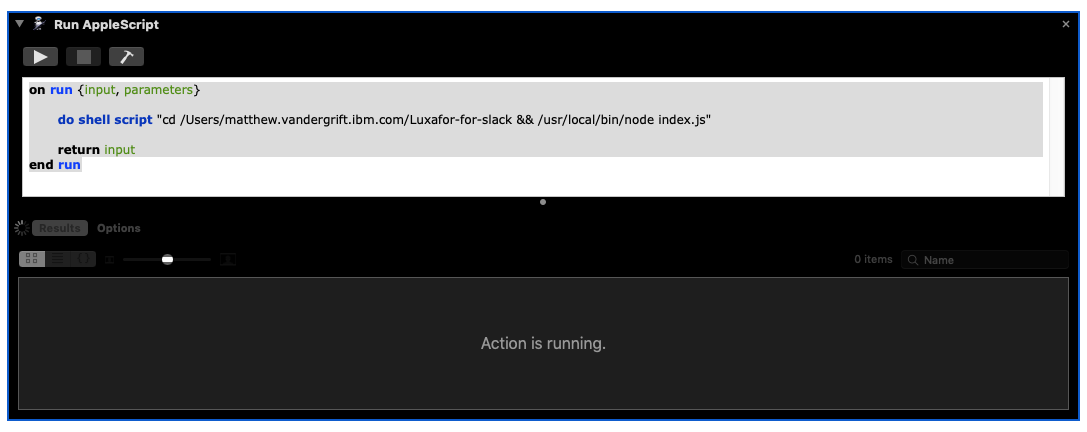 Run AppleScript
on run {input, parameters}
do shell script "cd /Users/matthew.vandergrift.ibm.com/Luxafor-for-slack && /usr/local/bin/node index.js"
return input
end run
Results Options
0 items Name
Action is running.